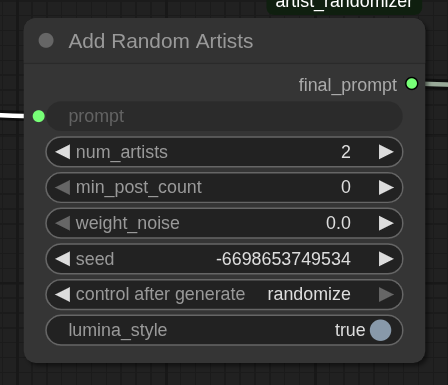 artist_randomizer
Add Random Artists
final_prompt
prompt
num_artists 2
min_post_count 0
weight_noise 0.0
seed -6698653749534
control after generate randomize
lumina_style true